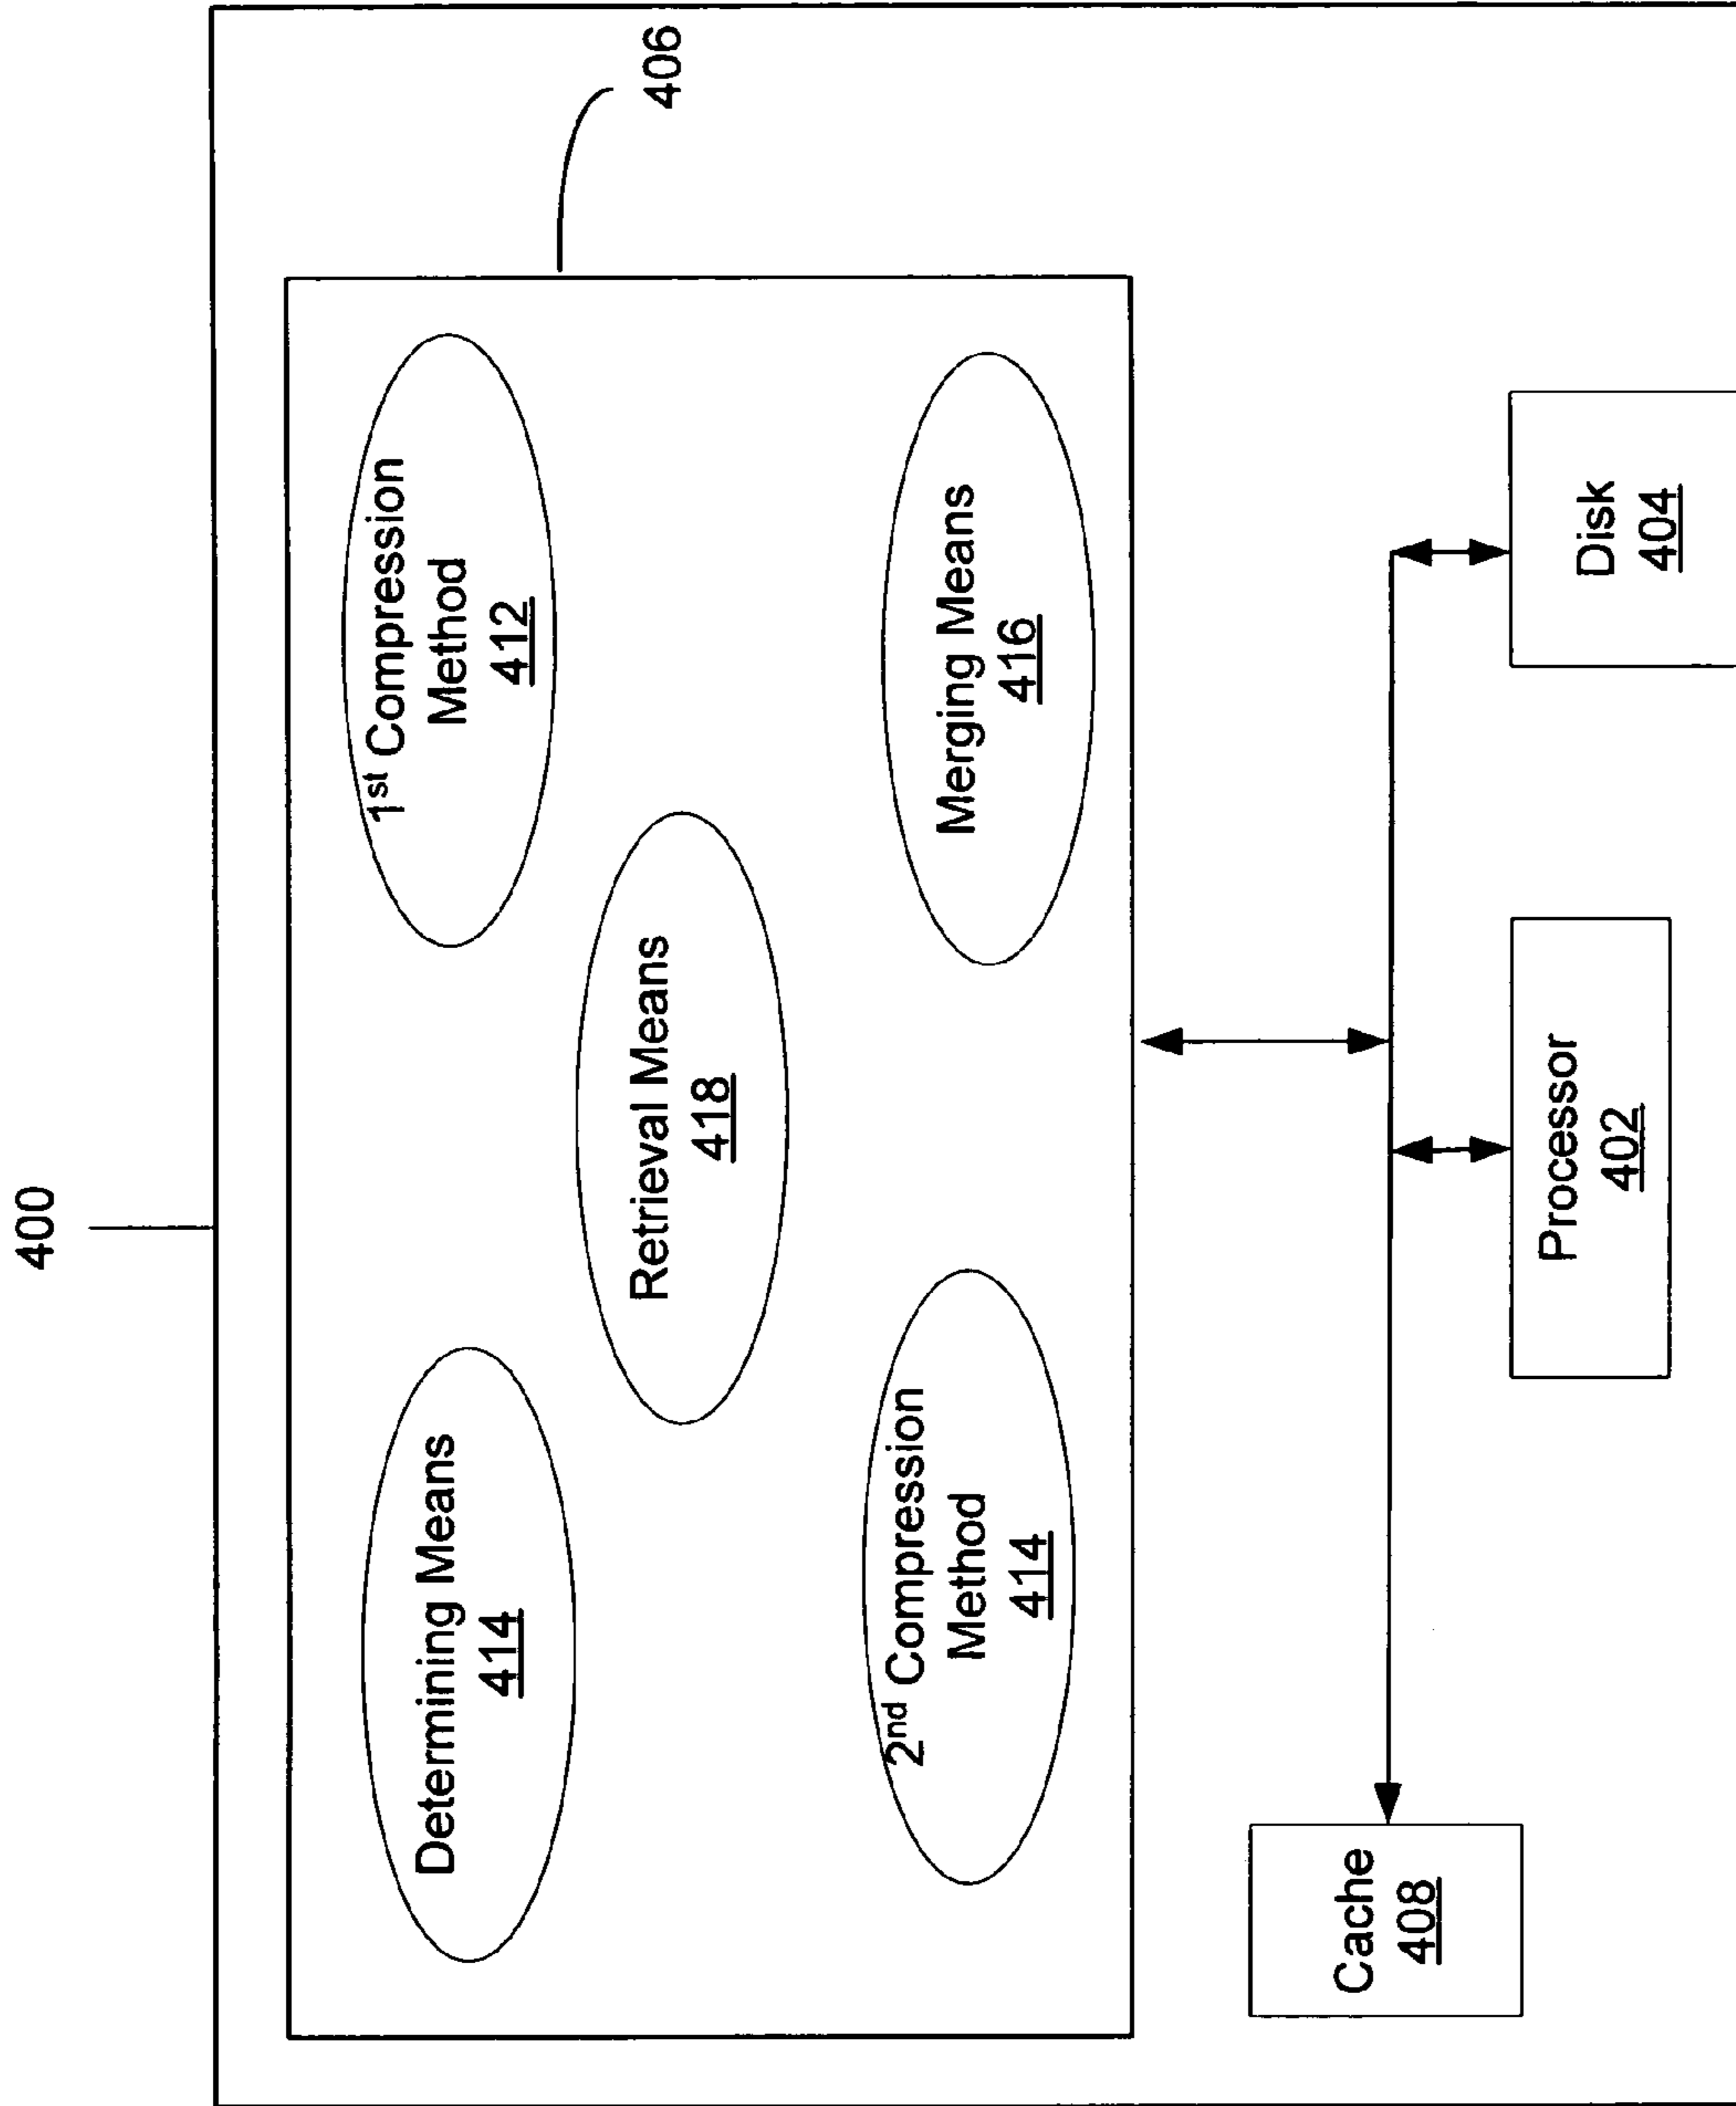 400
406
Determining Means
414
1st Compression
Method
412
Retrieval Means
418
2nd Compression
Method
414
Merging Means
416
Cache
408
Processor
402
Disk
404